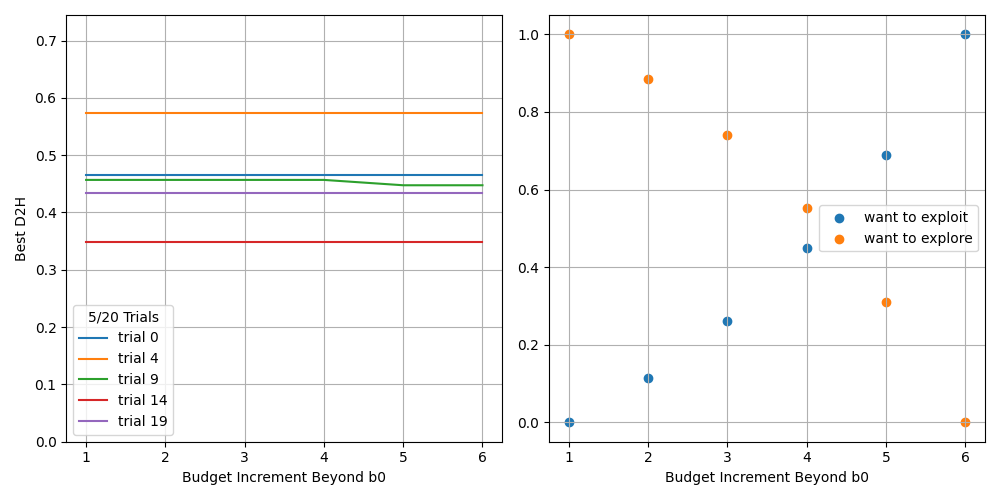 0.7
0.6
0.5
0.4
0.3
0.2
0.1
0.0
Best D2H
5/20 Trials
trial 0
trial 4
trial 9
trial 14
trial 19
1 2 3 4 5 6
Budget Increment Beyond b0
1.0
0.8
0.6
0.4
0.2
0.0
want to exploit
want to explore
1 2 3 4 5 6
Budget Increment Beyond b0